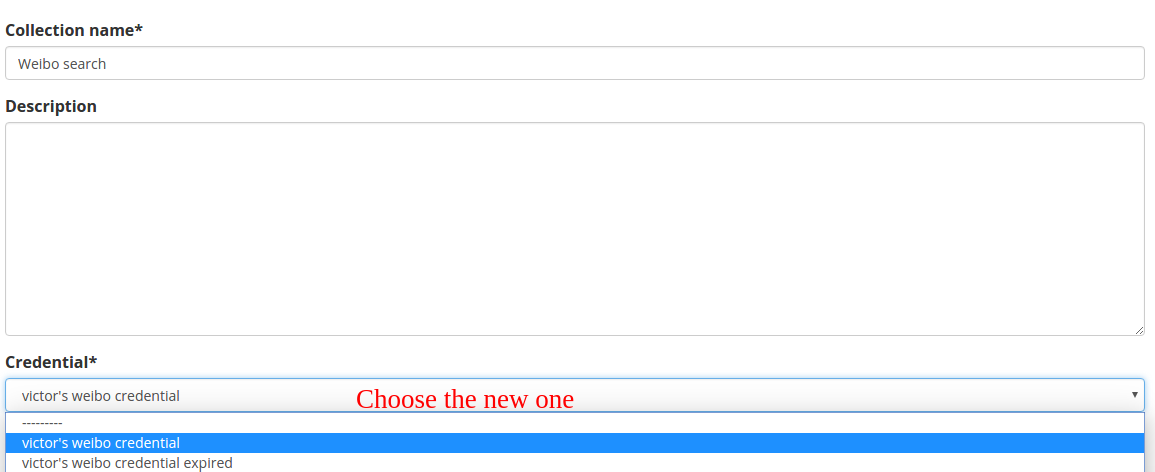 Collection name*
Weibo search
Description
Credential*
victor's weibo credential
Choose the new one
---------
victor's weibo credential
victor's weibo credential expired